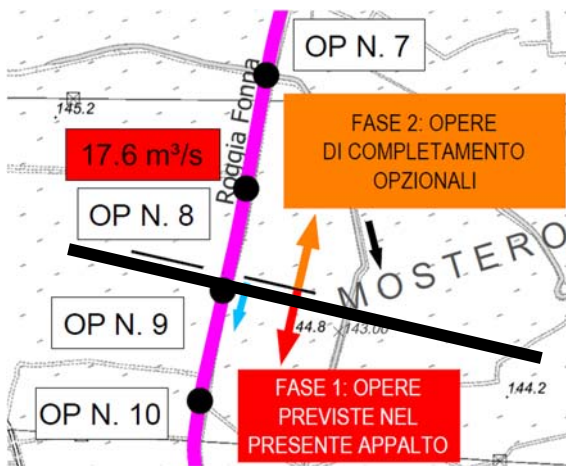 OP N. 7
145.2
Roggia Fonna
FASE 2: OPERE
DI COMPLETAMENTO
OPZIONALI
17.6 m³/s
OP N. 8
MOSTERO
OP N. 9
44.8
143.06
144.2
FASE 1: OPERE
PREVISTE NEL
PRESENTE APPALTO
OP N. 10